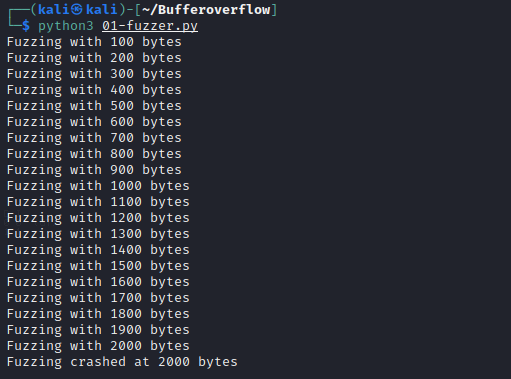 ┌──(kali㉿kali)-[~/Bufferoverflow]
└─$ python3 01-fuzzer.py
Fuzzing with 100 bytes
Fuzzing with 200 bytes
Fuzzing with 300 bytes
Fuzzing with 400 bytes
Fuzzing with 500 bytes
Fuzzing with 600 bytes
Fuzzing with 700 bytes
Fuzzing with 800 bytes
Fuzzing with 900 bytes
Fuzzing with 1000 bytes
Fuzzing with 1100 bytes
Fuzzing with 1200 bytes
Fuzzing with 1300 bytes
Fuzzing with 1400 bytes
Fuzzing with 1500 bytes
Fuzzing with 1600 bytes
Fuzzing with 1700 bytes
Fuzzing with 1800 bytes
Fuzzing with 1900 bytes
Fuzzing with 2000 bytes
Fuzzing crashed at 2000 bytes